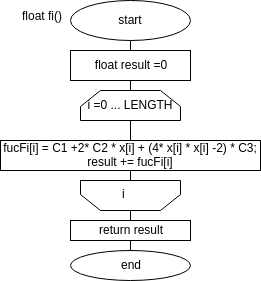 float fi()
start
float result =0
i =0 ... LENGTH
fucFi[i] = C1 +2* C2 * x[i] + (4* x[i] * x[i] -2) * C3;
result += fucFi[i]
i
return result
end